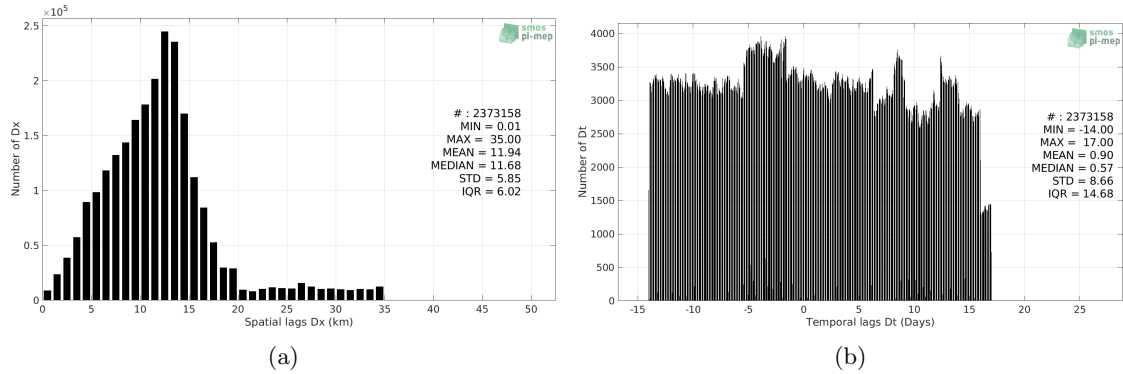 ×10⁵
2.5
2
1.5
1
0.5
0
0 5 10 15 20 25 30 35 40 45 50
Number of Dx
Spatial lags Dx (km)
smos
pi-mep
# : 2373158
MIN = 0.01
MAX = 35.00
MEAN = 11.94
MEDIAN = 11.68
STD = 5.85
IQR = 6.02
(a)
4000
3500
3000
2500
2000
1500
1000
500
0
-15 -10 -5 0 5 10 15 20 25
Number of Dt
Temporal lags Dt (Days)
smos
pi-mep
# : 2373158
MIN = -14.00
MAX = 17.00
MEAN = 0.90
MEDIAN = 0.57
STD = 8.66
IQR = 14.68
(b)